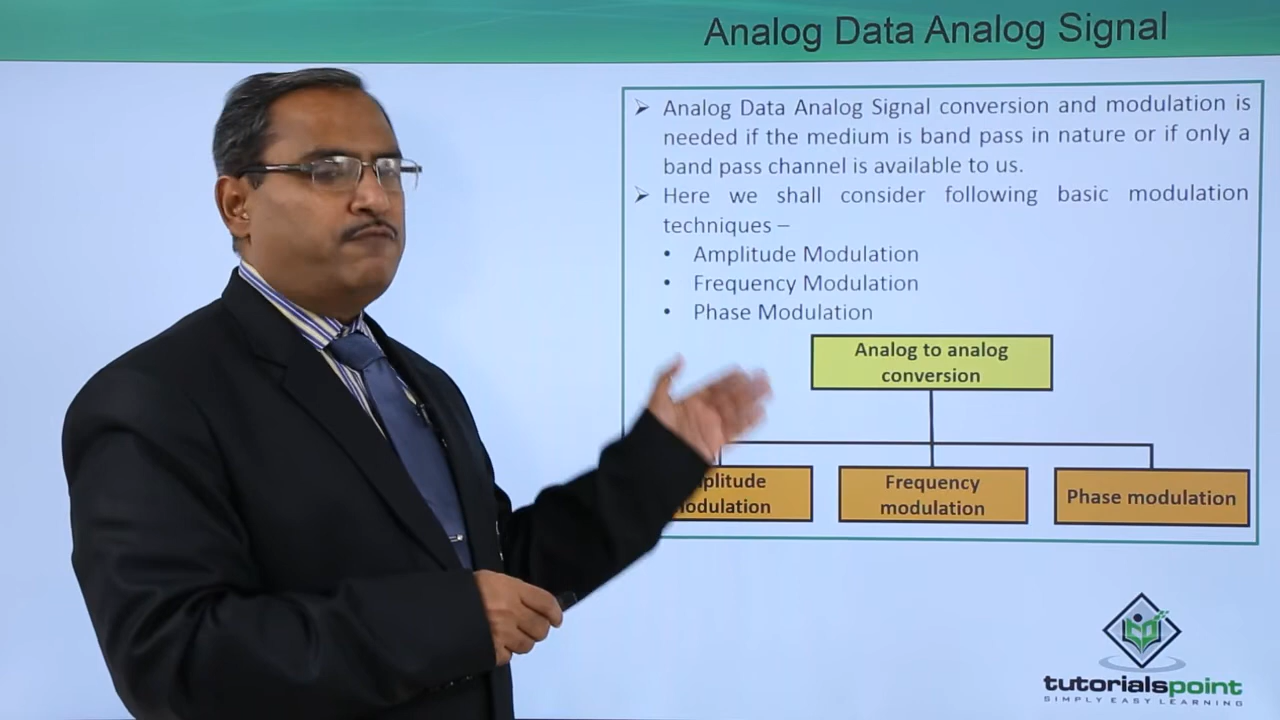 Analog Data Analog Signal
➢ Analog Data Analog Signal conversion and modulation is
needed if the medium is band pass in nature or if only a
band pass channel is available to us.
➢ Here we shall consider following basic modulation
techniques –
• Amplitude Modulation
• Frequency Modulation
• Phase Modulation
Analog to analog
conversion
plitude
odulation
Frequency
modulation
Phase modulation
tutorialspoint
SIMPLY EASY LEARNING